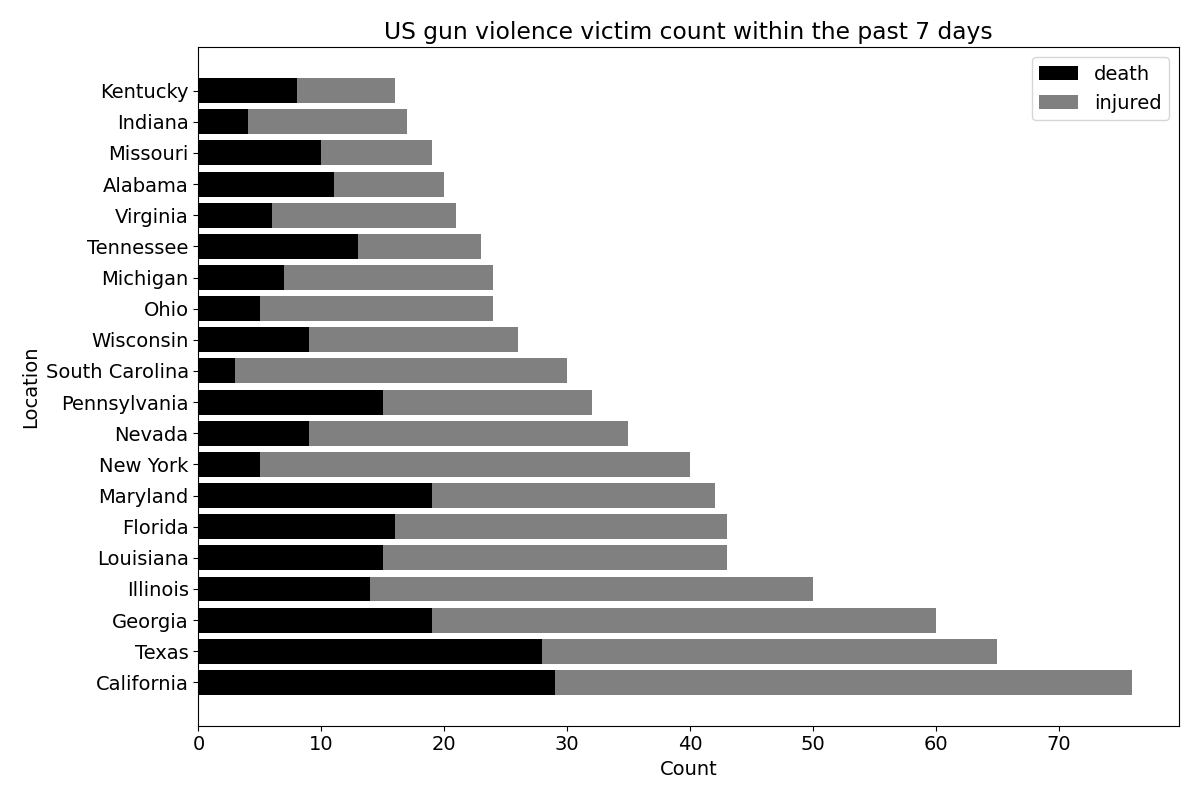 US gun violence victim count within the past 7 days
death
injured
Kentucky
Indiana
Missouri
Alabama
Virginia
Tennessee
Michigan
Ohio
Wisconsin
South Carolina
Pennsylvania
Nevada
New York
Maryland
Florida
Louisiana
Illinois
Georgia
Texas
California
Location
0 10 20 30 40 50 60 70
Count